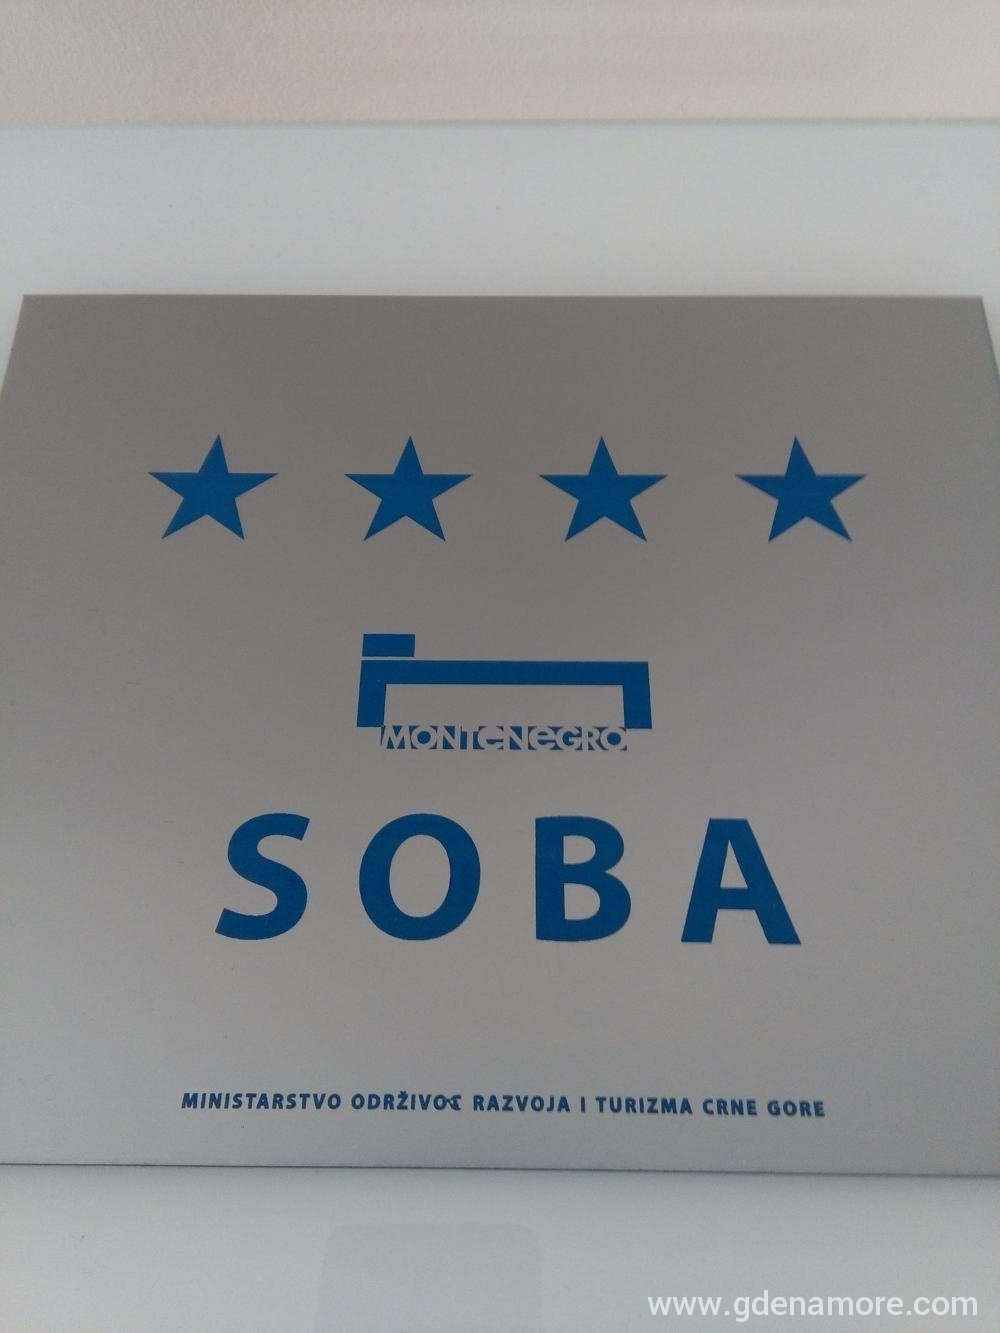 MONTENEGRO
SOBA
MINISTARSTVO ODRŽIVOG RAZVOJA I TURIZMA CRNE GORE
www.gdenamore.com